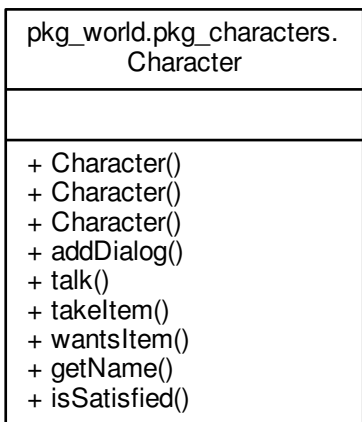 pkg_world.pkg_characters.
Character
+ Character()
+ Character()
+ Character()
+ addDialog()
+ talk()
+ takeItem()
+ wantsItem()
+ getName()
+ isSatisfied()